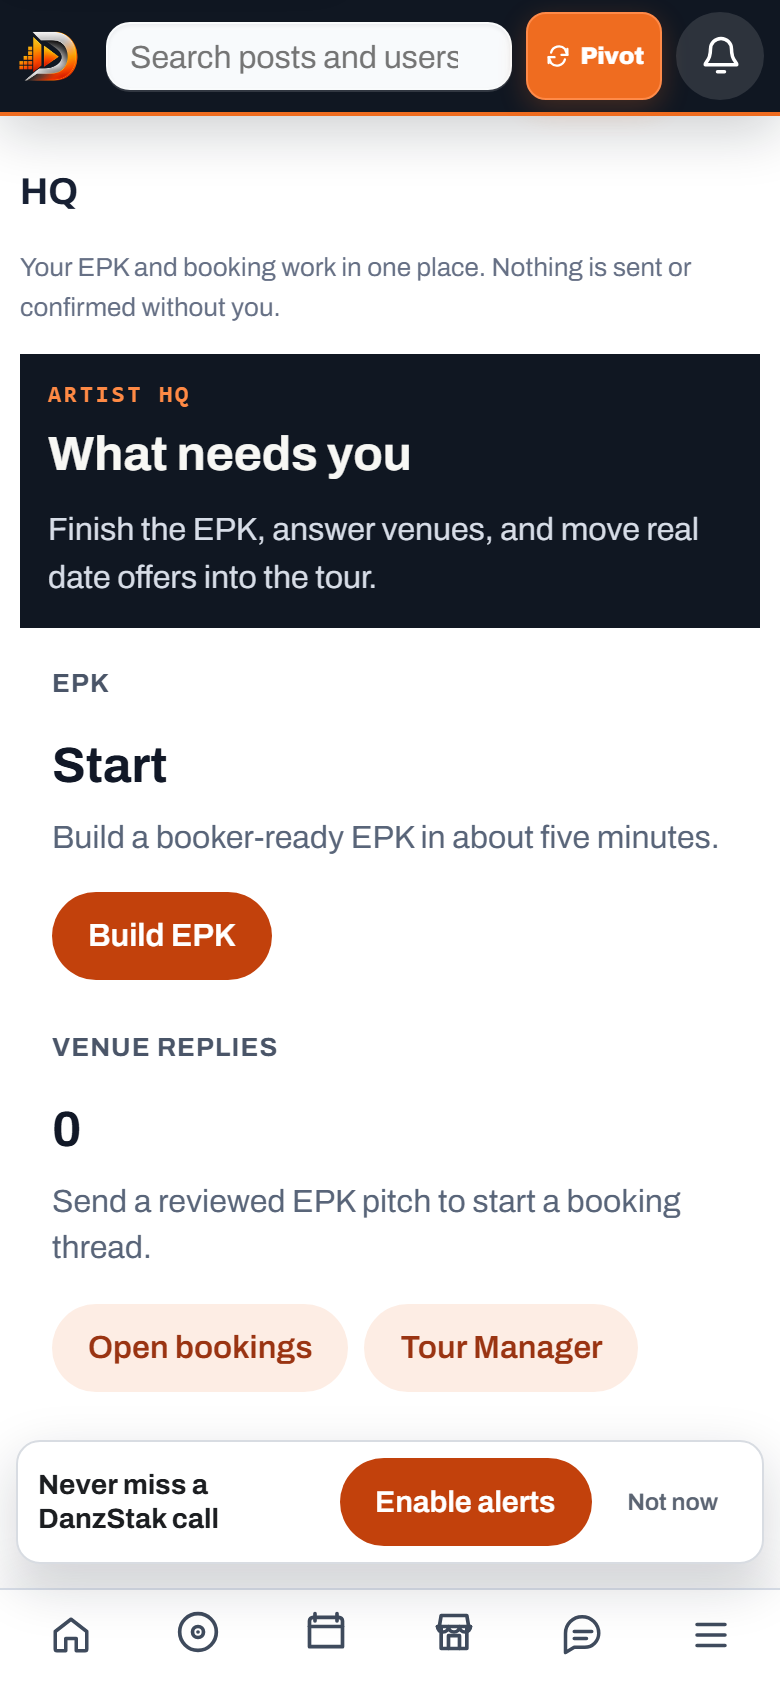 Search posts and users
Pivot
HQ
Your EPK and booking work in one place. Nothing is sent or
confirmed without you.
ARTIST HQ
What needs you
Finish the EPK, answer venues, and move real
date offers into the tour.
EPK
Start
Build a booker-ready EPK in about five minutes.
Build EPK
VENUE REPLIES
0
Send a reviewed EPK pitch to start a booking
thread.
Open bookings
Tour Manager
Never miss a
DanzStak call
Enable alerts
Not now